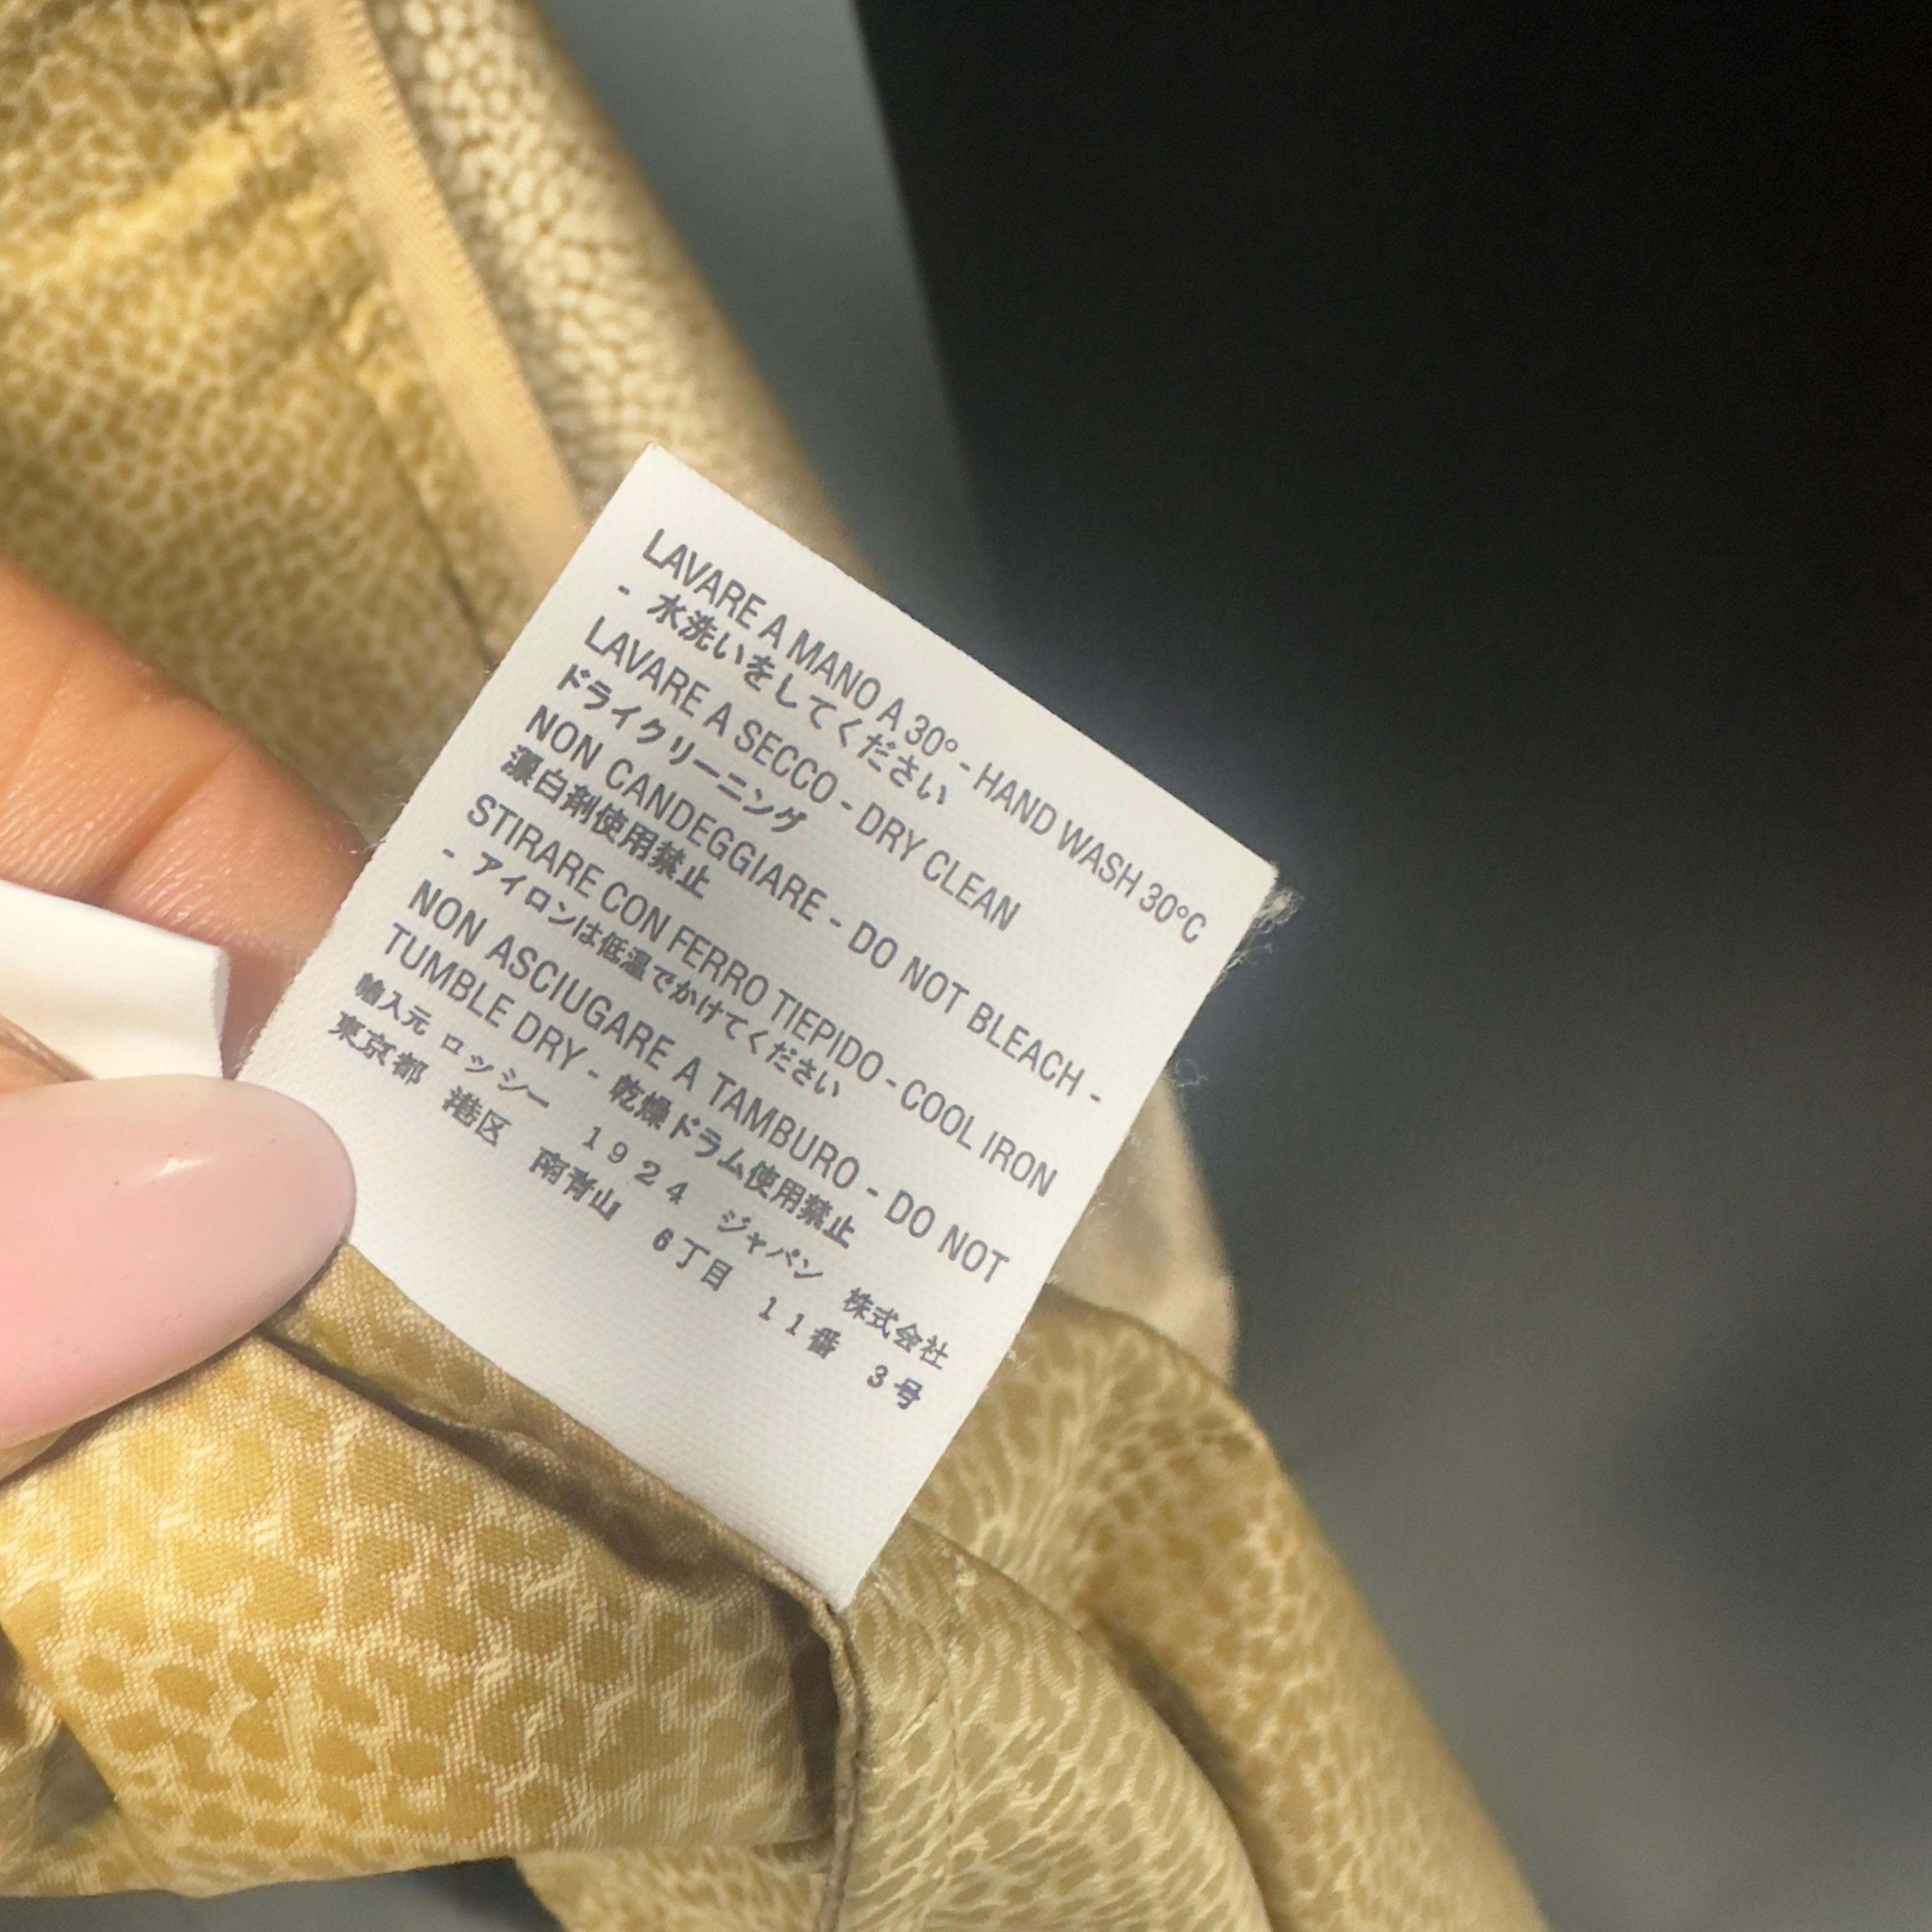 LAVARE A MANO A 30° - HAND WASH 30°C
- 水洗いをしてください
LAVARE A SECCO - DRY CLEAN
ドライクリーニング
NON CANDEGGIARE - DO NOT BLEACH -
漂白剤使用禁止
STIRARE CON FERRO TIEPIDO - COOL IRON
- アイロンは低温でかけてください
NON ASCIUGARE A TAMBURO - DO NOT
TUMBLE DRY - 乾燥ドラム使用禁止
輸入元 ロッシー 1924 ジャパン 株式会社
東京都 港区 南青山 6丁目 11番 3号